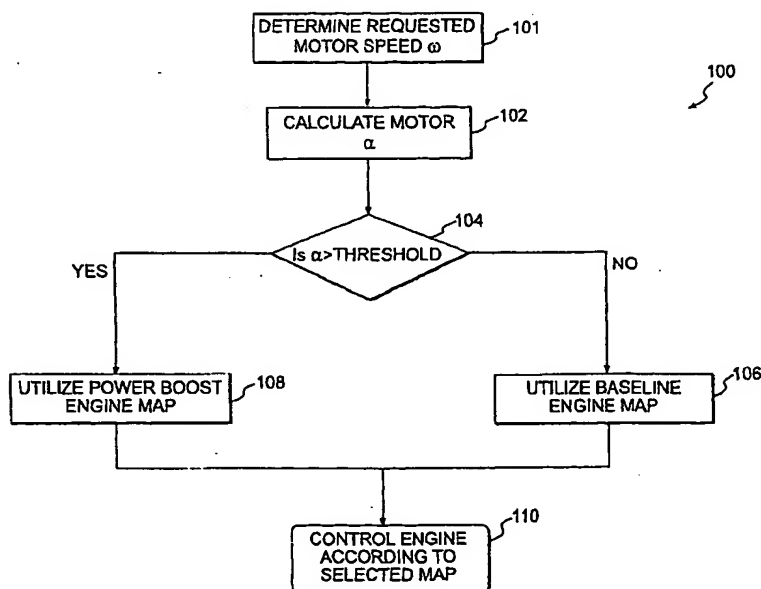 DETERMINE REQUESTED
MOTOR SPEED ω
101
100
CALCULATE MOTOR
α
102
104
Is α>THRESHOLD
YES
NO
UTILIZE POWER BOOST
ENGINE MAP
108
UTILIZE BASELINE
ENGINE MAP
106
110
CONTROL ENGINE
ACCORDING TO
SELECTED MAP